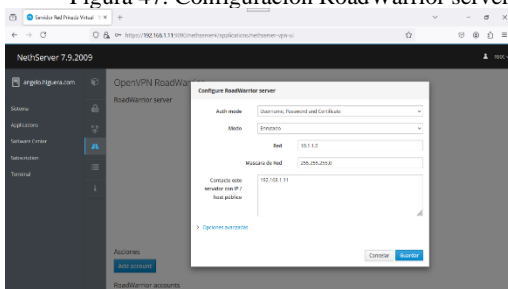 Figura 47. Configuración RoadWarrior server
Servidor Red Privada Virtual
https://192.168.1.11:9090/nethserver#/applications/nethserver-vpn-ui
NethServer 7.9.2009
root
angelo.higuera.com
OpenVPN RoadWar
RoadWarrior server
Sistema
Applications
Software Center
Subscription
Terminal
Configure RoadWarrior server
Auth mode
Username, Password and Certificate
Modo
Enrutado
Red
10.1.1.0
Mascara de Red
255.255.255.0
Contacte este
servidor con IP /
host público
192.168.1.11
> Opciones avanzadas
Cancelar
Guardar
Acciones
Add account
RoadWarrior accounts